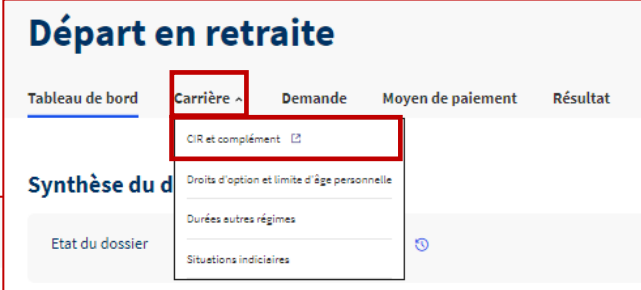 Départ en retraite
Tableau de bord Carrière Demande Moyen de paiement Résultat
CIR et complément
Droits d'option et limite d'âge personnelle
Synthèse du d
Durées autres régimes
Etat du dossier
Situations indiciaires